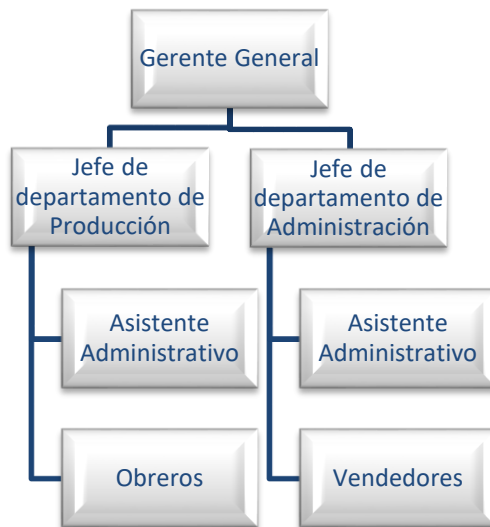 Gerente General
Jefe de
departamento de
Producción
Jefe de
departamento de
Administración
Asistente
Administrativo
Asistente
Administrativo
Obreros
Vendedores